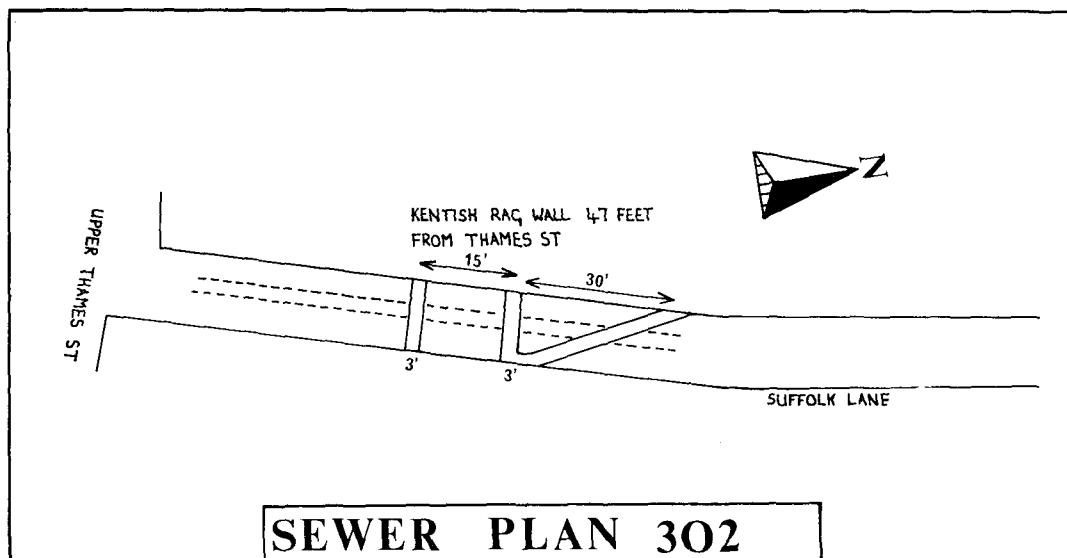 N
KENTISH RAG WALL 47 FEET
FROM THAMES ST
15'
30'
UPPER THAMES ST
3'
3'
SUFFOLK LANE
SEWER PLAN 302